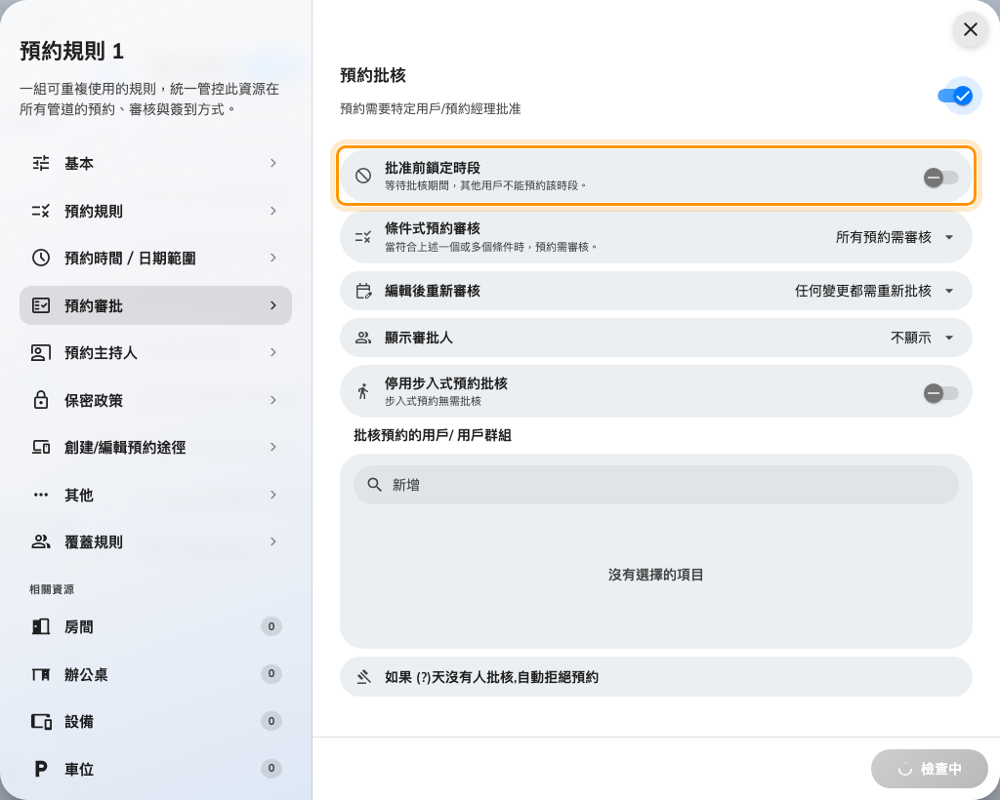 預約規則 1
一組可重複使用的規則，統一管控此資源在
所有管道的預約、審核與簽到方式。
基本
預約規則
預約時間 / 日期範圍
預約審批
預約主持人
保密政策
創建/編輯預約途徑
其他
覆蓋規則
相關資源
房間 0
辦公桌 0
設備 0
車位 0
預約批核
預約需要特定用戶/預約經理批准
批准前鎖定時段
等待批核期間，其他用戶不能預約該時段。
條件式預約審核
當符合上述一個或多個條件時，預約需審核。
所有預約需審核
編輯後重新審核 任何變更都需重新批核
顯示審批人 不顯示
停用步入式預約批核
步入式預約無需批核
批核預約的用戶/ 用戶群組
新增
沒有選擇的項目
如果 (?)天沒有人批核,自動拒絕預約
檢查中